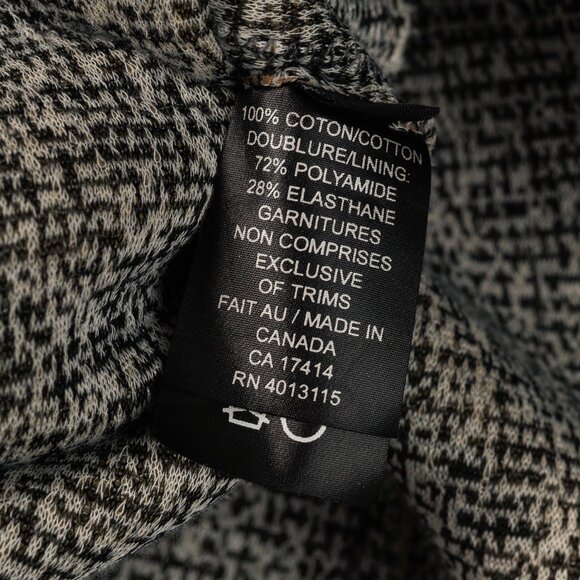 100% COTON/COTTON
DOUBLURE/LINING:
72% POLYAMIDE
28% ELASTHANE
GARNITURES
NON COMPRISES
EXCLUSIVE
OF TRIMS
FAIT AU / MADE IN
CANADA
CA 17414
RN 4013115